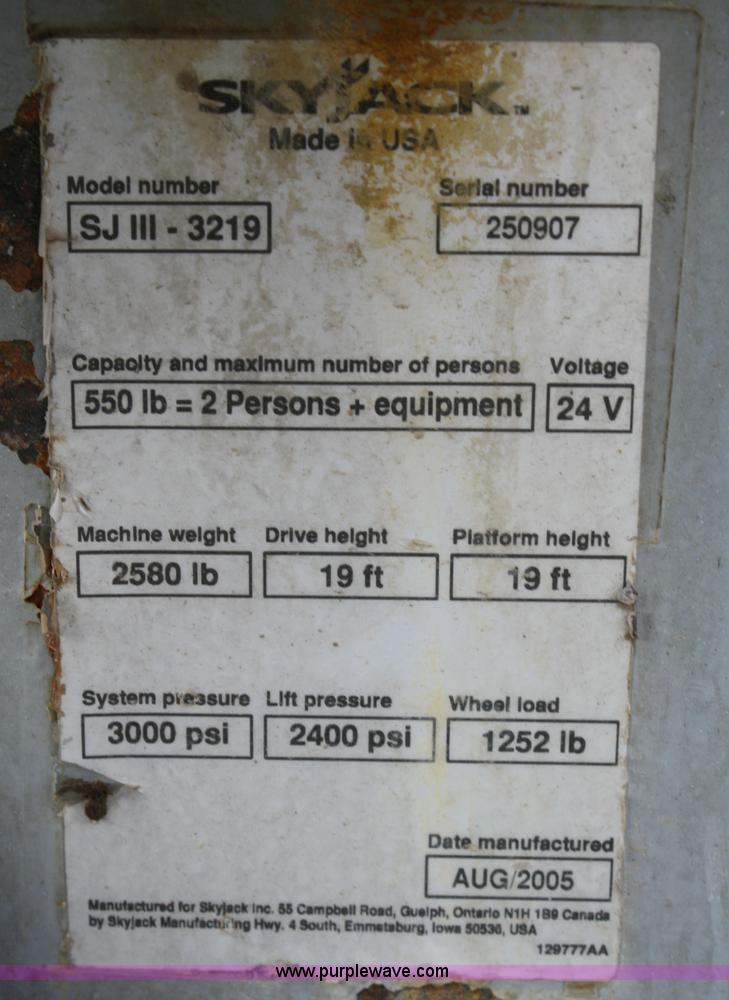 SKYJACK™
Made in USA
Model number Serial number
SJ III - 3219 250907
Capacity and maximum number of persons Voltage
550 lb = 2 Persons + equipment 24 V
Machine weight Drive height Platform height
2580 lb 19 ft 19 ft
System pressure Lift pressure Wheel load
3000 psi 2400 psi 1252 lb
Date manufactured
AUG/2005
Manufactured for Skyjack Inc. 55 Campbell Road, Guelph, Ontario N1H 1B9 Canada
by Skyjack Manufacturing Hwy. 4 South, Emmetsburg, Iowa 50536, USA
129777AA
www.purplewave.com